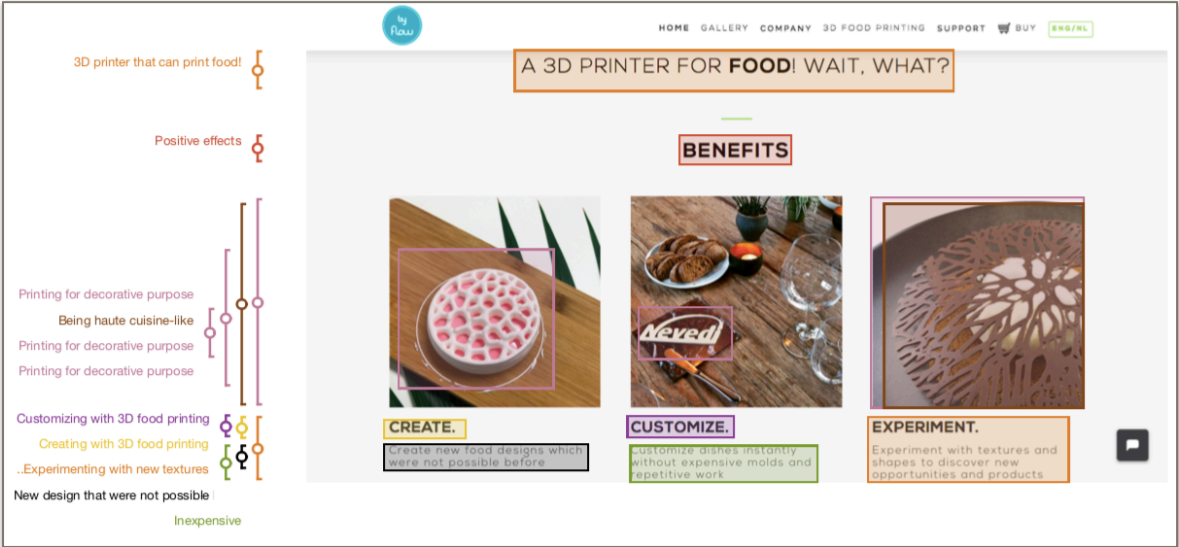 by
flow
HOME GALLERY COMPANY 3D FOOD PRINTING SUPPORT BUY ENG/NL
3D printer that can print food!
A 3D PRINTER FOR FOOD! WAIT, WHAT?
Positive effects
BENEFITS
Printing for decorative purpose
Being haute cuisine-like
Printing for decorative purpose
Printing for decorative purpose
Nevedi
Customizing with 3D food printing
Creating with 3D food printing
..Experimenting with new textures
New design that were not possible
Inexpensive
CREATE.
Create new food designs which
were not possible before
CUSTOMIZE.
Customize dishes instantly
without expensive molds and
repetitive work
EXPERIMENT.
Experiment with textures and
shapes to discover new
opportunities and products